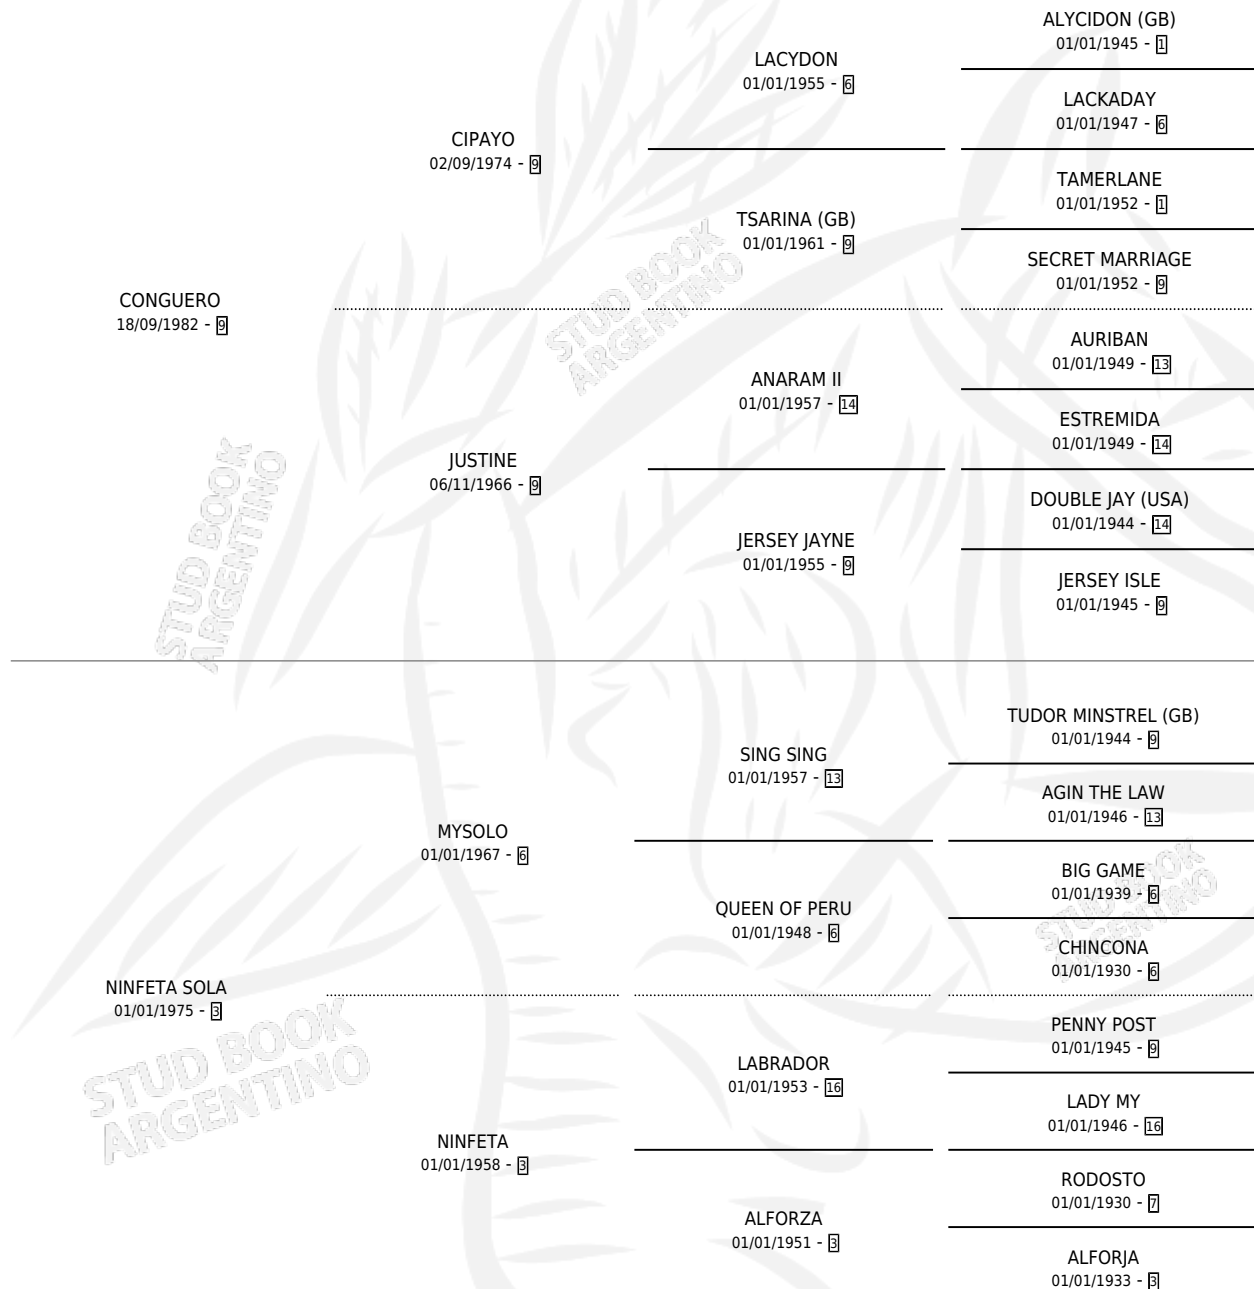 ALYCIDON (GB)
01/01/1945 - 1
LACYDON
01/01/1955 - 6
LACKADAY
01/01/1947 - 6
CIPAYO
02/09/1974 - 9
TAMERLANE
01/01/1952 - 1
TSARINA (GB)
01/01/1961 - 9
SECRET MARRIAGE
01/01/1952 - 9
CONGUERO
18/09/1982 - 9
STUD BOOK
ARGENTINO
AURIBAN
01/01/1949 - 13
ANARAM II
01/01/1957 - 14
ESTREMIDA
01/01/1949 - 14
JUSTINE
06/11/1966 - 9
DOUBLE JAY (USA)
01/01/1944 - 14
JERSEY JAYNE
01/01/1955 - 9
JERSEY ISLE
01/01/1945 - 9
STUD BOOK
ARGENTINO
TUDOR MINSTREL (GB)
01/01/1944 - 9
SING SING
01/01/1957 - 13
AGIN THE LAW
01/01/1946 - 13
MYSOLO
01/01/1967 - 6
BIG GAME
01/01/1939 - 6
QUEEN OF PERU
01/01/1948 - 6
CHINCONA
01/01/1930 - 6
STUD BOOK
ARGENTINO
NINFETA SOLA
01/01/1975 - 3
PENNY POST
01/01/1945 - 9
LABRADOR
01/01/1953 - 16
LADY MY
01/01/1946 - 16
STUD BOOK
ARGENTINO
NINFETA
01/01/1958 - 3
RODOSTO
01/01/1930 - 7
ALFORZA
01/01/1951 - 3
ALFORJA
01/01/1933 - 3